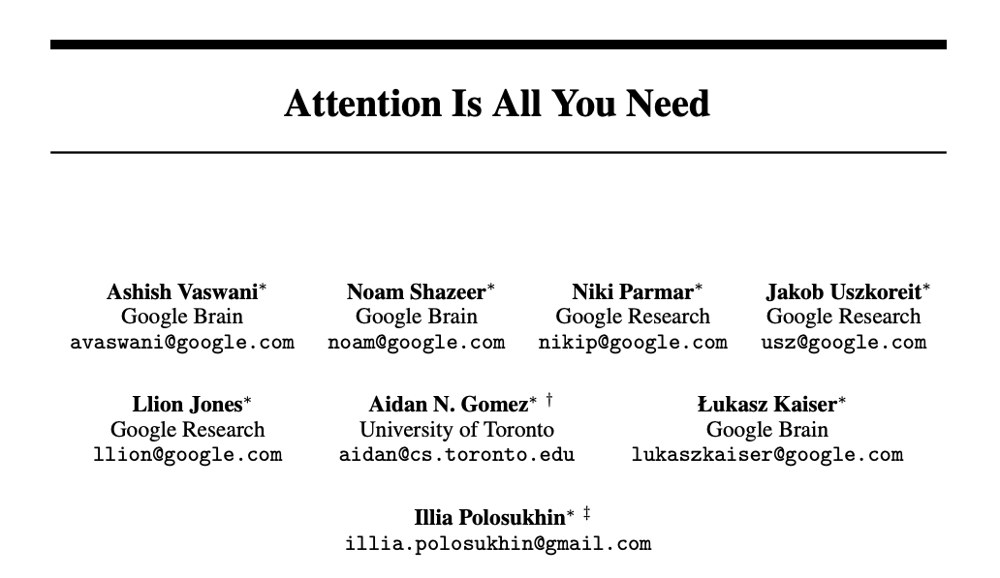 Attention Is All You Need
Ashish Vaswani* Noam Shazeer* Niki Parmar* Jakob Uszkoreit*
Google Brain Google Brain Google Research Google Research
avaswani@google.com noam@google.com nikip@google.com usz@google.com
Llion Jones* Aidan N. Gomez* † Łukasz Kaiser*
Google Research University of Toronto Google Brain
llion@google.com aidan@cs.toronto.edu lukaszkaiser@google.com
Illia Polosukhin* ‡
illia.polosukhin@gmail.com